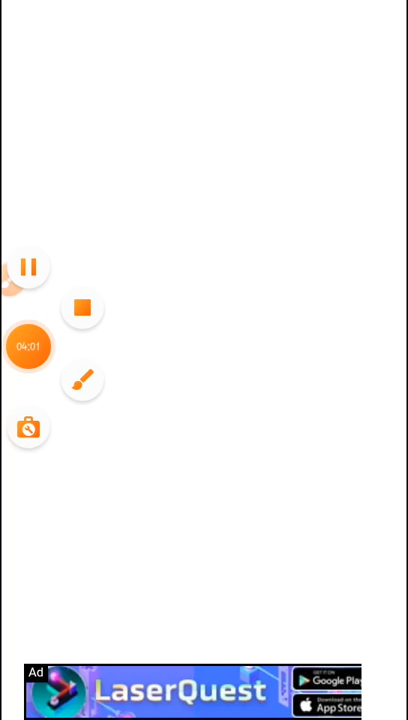 04:01
Ad
LaserQuest
GET IT ON
Google Play
Download on the
App Store